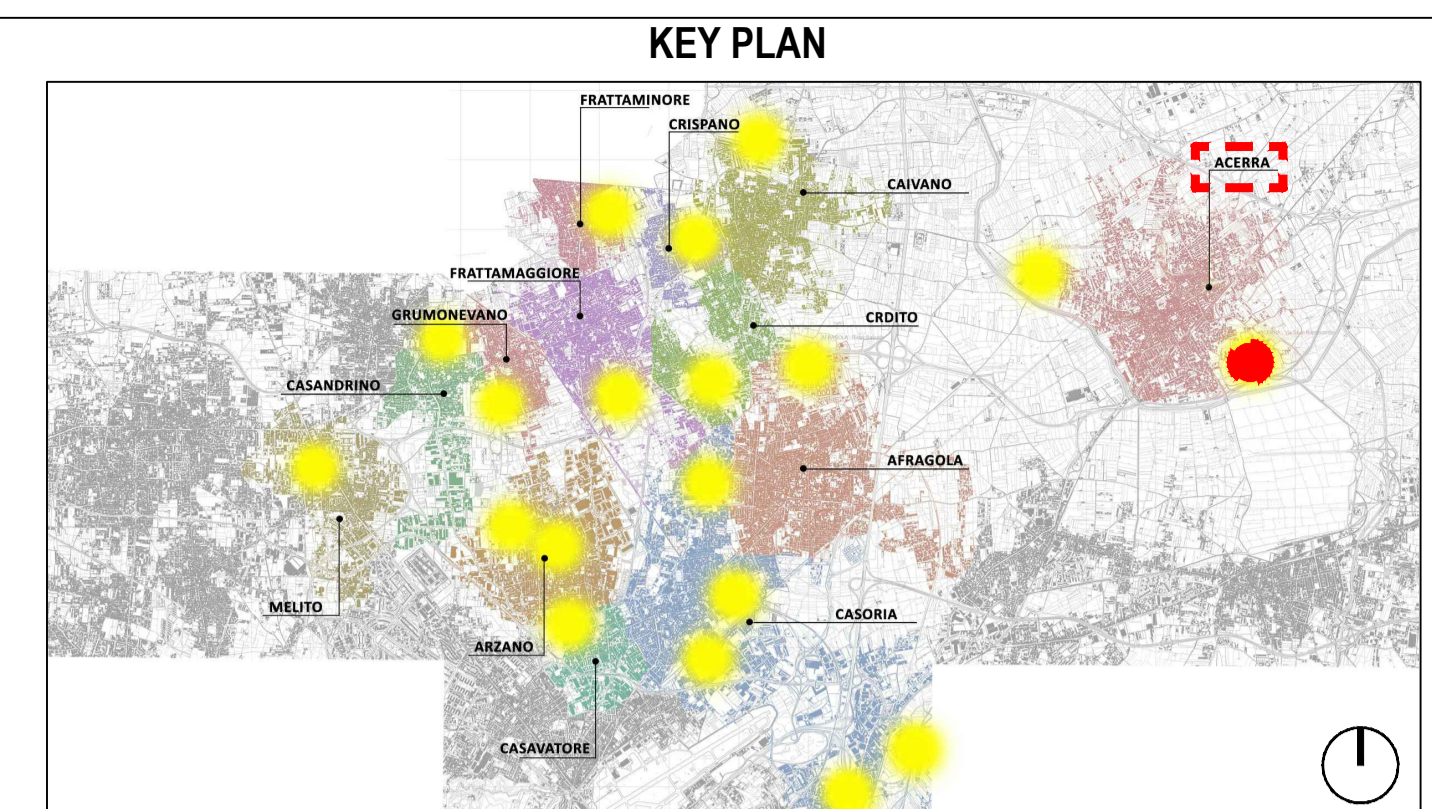 KEY PLAN
FRATTAMINORE
CRISPANO
ACERRA
CAIVANO
FRATTAMAGGIORE
GRUMONEVANO
CRDITO
CASANDRINO
AFRAGOLA
MELITO
CASORIA
ARZANO
CASAVATORE